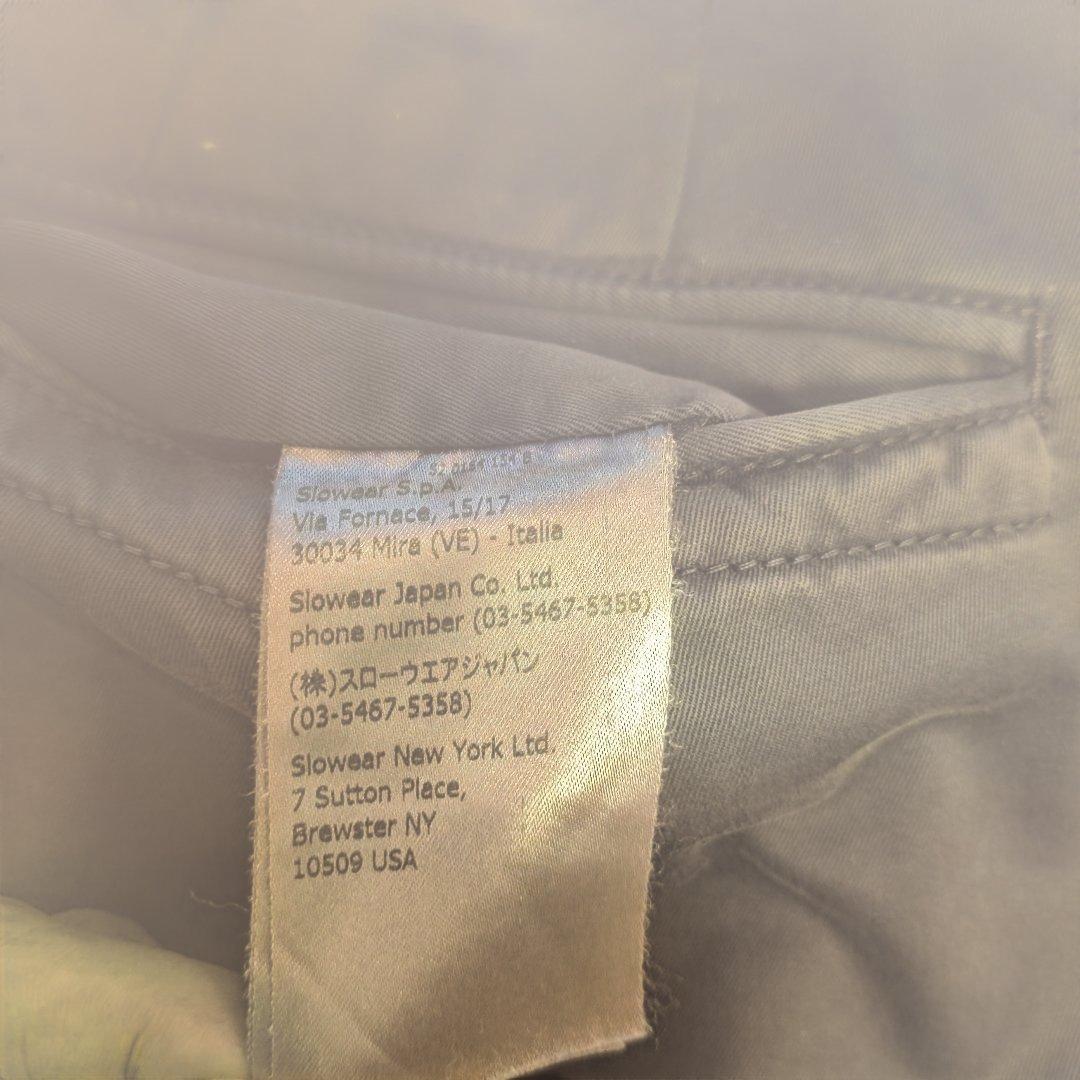 Slowear S.p.A.
Via Fornace, 15/17
30034 Mira (VE) - Italia
Slowear Japan Co. Ltd.
phone number (03-5467-5358)
(株)スローウエアジャパン
(03-5467-5358)
Slowear New York Ltd.
7 Sutton Place,
Brewster NY
10509 USA